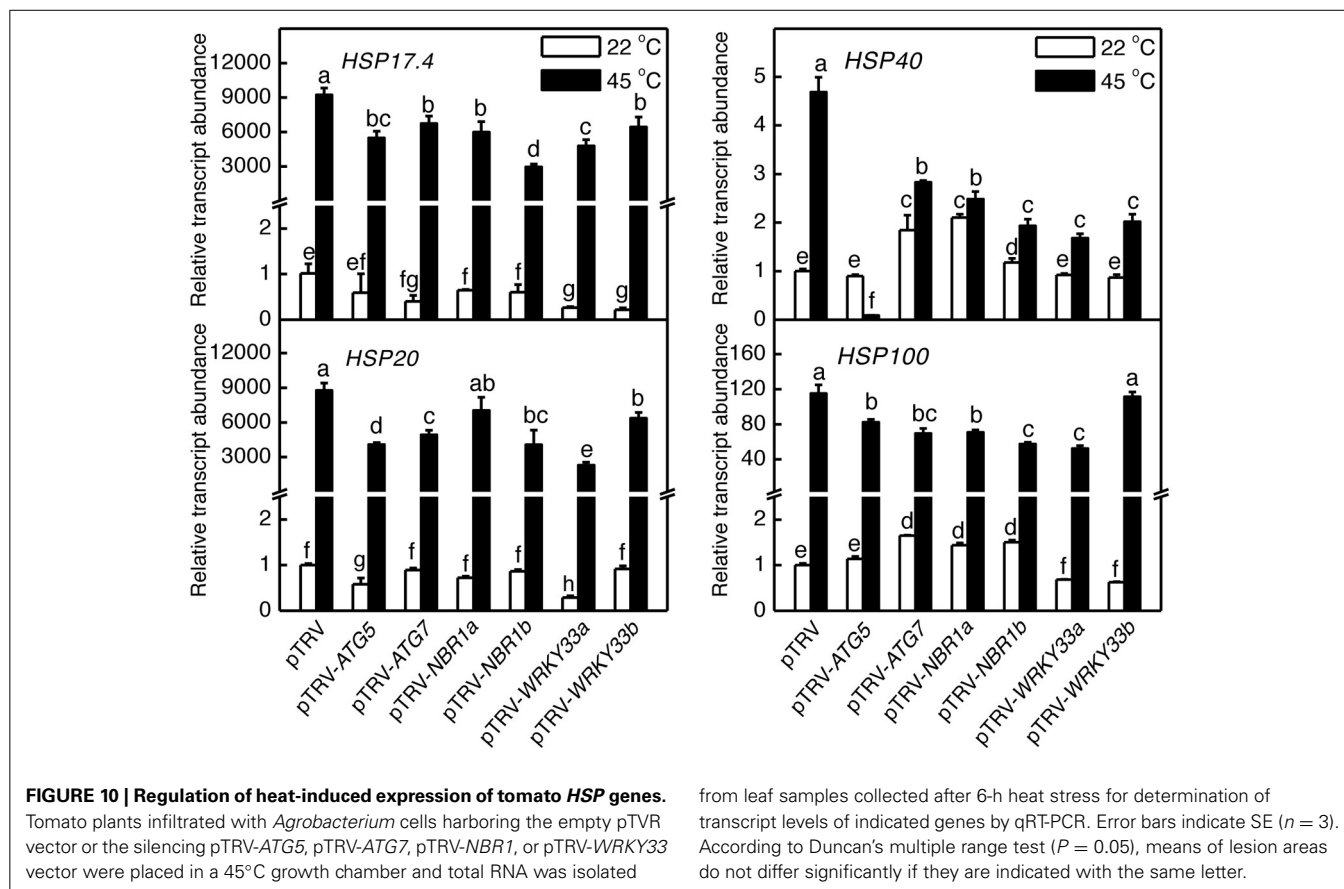 HSP17.4
22 °C
45 °C
Relative transcript abundance
12000
9000
6000
3000
2
1
0
a
bc
b
b
d
c
b
e
ef
fg
f
f
g
g
HSP40
22 °C
45 °C
Relative transcript abundance
5
4
3
2
1
0
a
e
e
f
c
b
c
b
d
c
e
c
e
c
HSP20
Relative transcript abundance
12000
9000
6000
3000
2
1
0
a
d
c
ab
bc
e
b
f
g
f
f
f
h
f
HSP100
Relative transcript abundance
160
120
80
40
2
1
0
a
b
bc
b
c
c
a
e
e
d
d
d
f
f
pTRV
pTRV-ATG5
pTRV-ATG7
pTRV-NBR1a
pTRV-NBR1b
pTRV-WRKY33a
pTRV-WRKY33b
pTRV
pTRV-ATG5
pTRV-ATG7
pTRV-NBR1a
pTRV-NBR1b
pTRV-WRKY33a
pTRV-WRKY33b
FIGURE 10 | Regulation of heat-induced expression of tomato HSP genes.
Tomato plants infiltrated with Agrobacterium cells harboring the empty pTVR
vector or the silencing pTRV-ATG5, pTRV-ATG7, pTRV-NBR1, or pTRV-WRKY33
vector were placed in a 45°C growth chamber and total RNA was isolated
from leaf samples collected after 6-h heat stress for determination of
transcript levels of indicated genes by qRT-PCR. Error bars indicate SE (n = 3).
According to Duncan's multiple range test (P = 0.05), means of lesion areas
do not differ significantly if they are indicated with the same letter.